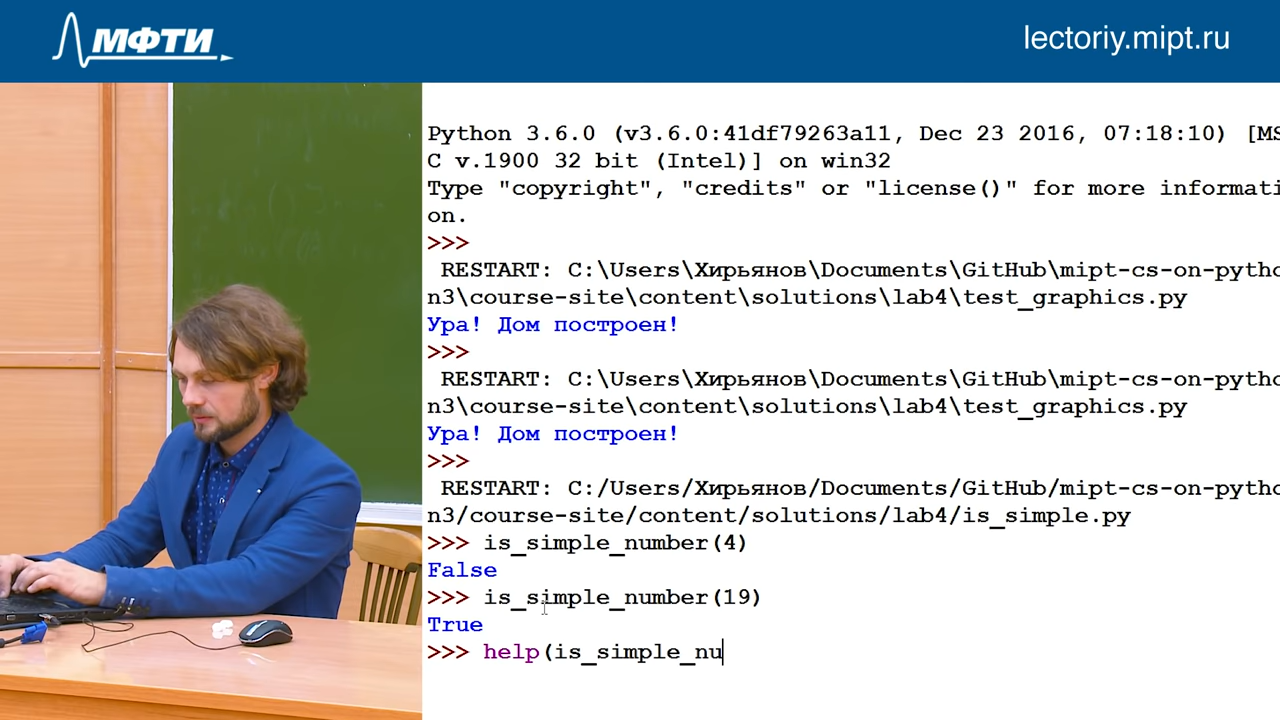 МФТИ
lectoriy.mipt.ru
Python 3.6.0 (v3.6.0:41df79263a11, Dec 23 2016, 07:18:10) [MS
C v.1900 32 bit (Intel)] on win32
Type "copyright", "credits" or "license()" for more informati
on.
>>>
RESTART: C:\Users\Хирьянов\Documents\GitHub\mipt-cs-on-pytho
n3\course-site\content\solutions\lab4\test_graphics.py
Ура! Дом построен!
>>>
RESTART: C:\Users\Хирьянов\Documents\GitHub\mipt-cs-on-pytho
n3\course-site\content\solutions\lab4\test_graphics.py
Ура! Дом построен!
>>>
RESTART: C:/Users/Хирьянов/Documents/GitHub/mipt-cs-on-pytho
n3/course-site/content/solutions/lab4/is_simple.py
>>> is_simple_number(4)
False
>>> is_simple_number(19)
True
>>> help(is_simple_nu